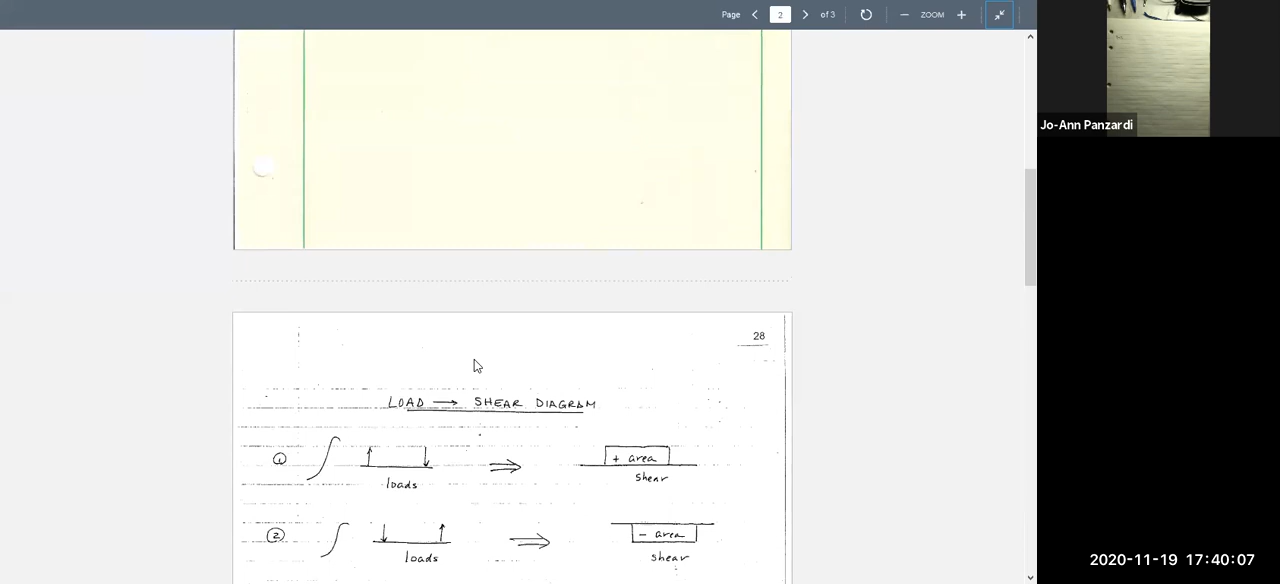 Page 2 of 3 ZOOM
Jo-Ann Panzardi
28
LOAD → SHEAR DIAGRAM
① ∫ loads ⇒ + area shear
② ∫ loads ⇒ - area shear
2020-11-19 17:40:07